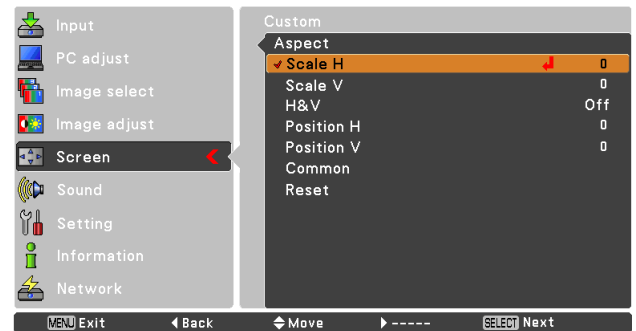 Input
PC adjust
Image select
Image adjust
Screen
Sound
Setting
Information
Network
Custom
Aspect
Scale H 0
Scale V 0
H&V Off
Position H 0
Position V 0
Common
Reset
MENU Exit Back Move ----- SELECT Next